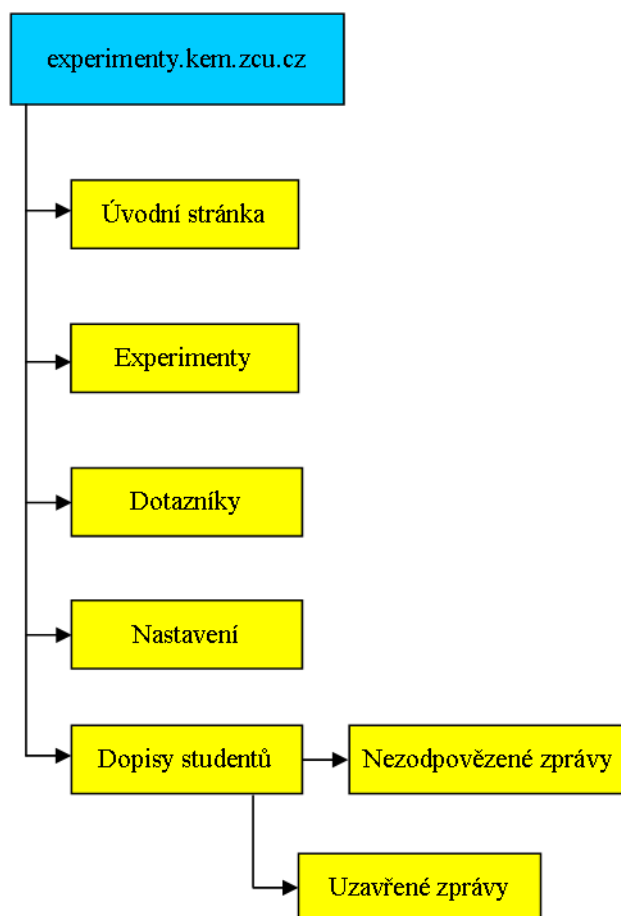 experimenty.kem.zcu.cz
Úvodní stránka
Experimenty
Dotazníky
Nastavení
Dopisy studentů
Nezodpovězené zprávy
Uzavřené zprávy